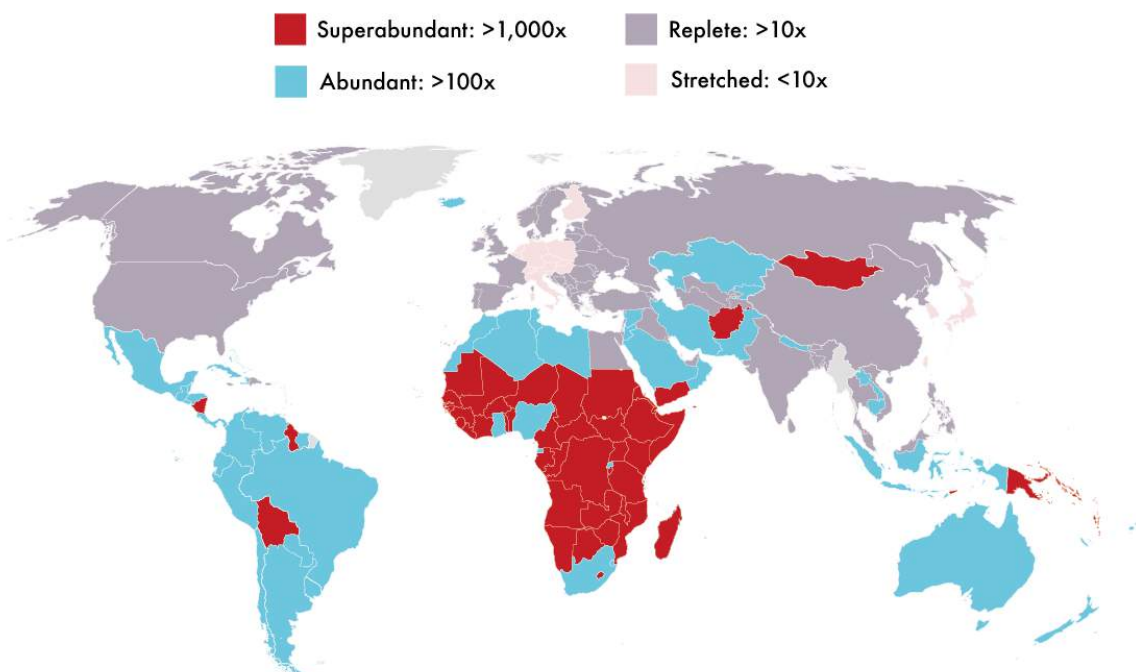 Superabundant: >1,000x
Replete: >10x
Abundant: >100x
Stretched: <10x